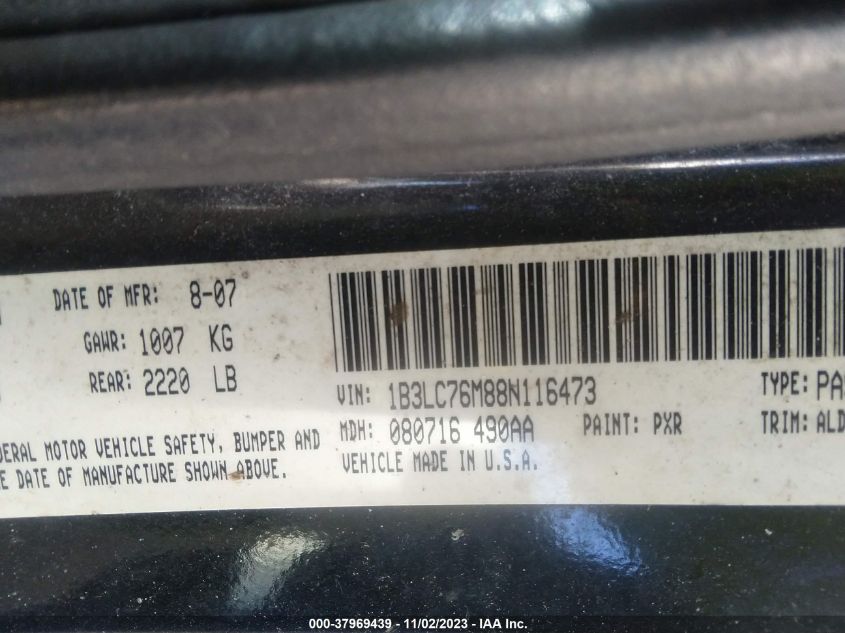 DATE OF MFR: 8-07
GAWR: 1007 KG
REAR: 2220 LB
MOTOR VEHICLE SAFETY, BUMPER AND
DATE OF MANUFACTURE SHOWN ABOVE.
VIN: 1B3LC76M88N116473
TYPE:
MDH: 080716 490AA PAINT: PXR TRIM: ALD
VEHICLE MADE IN U.S.A.
000-37969439 - 11/02/2023 - IAA Inc.